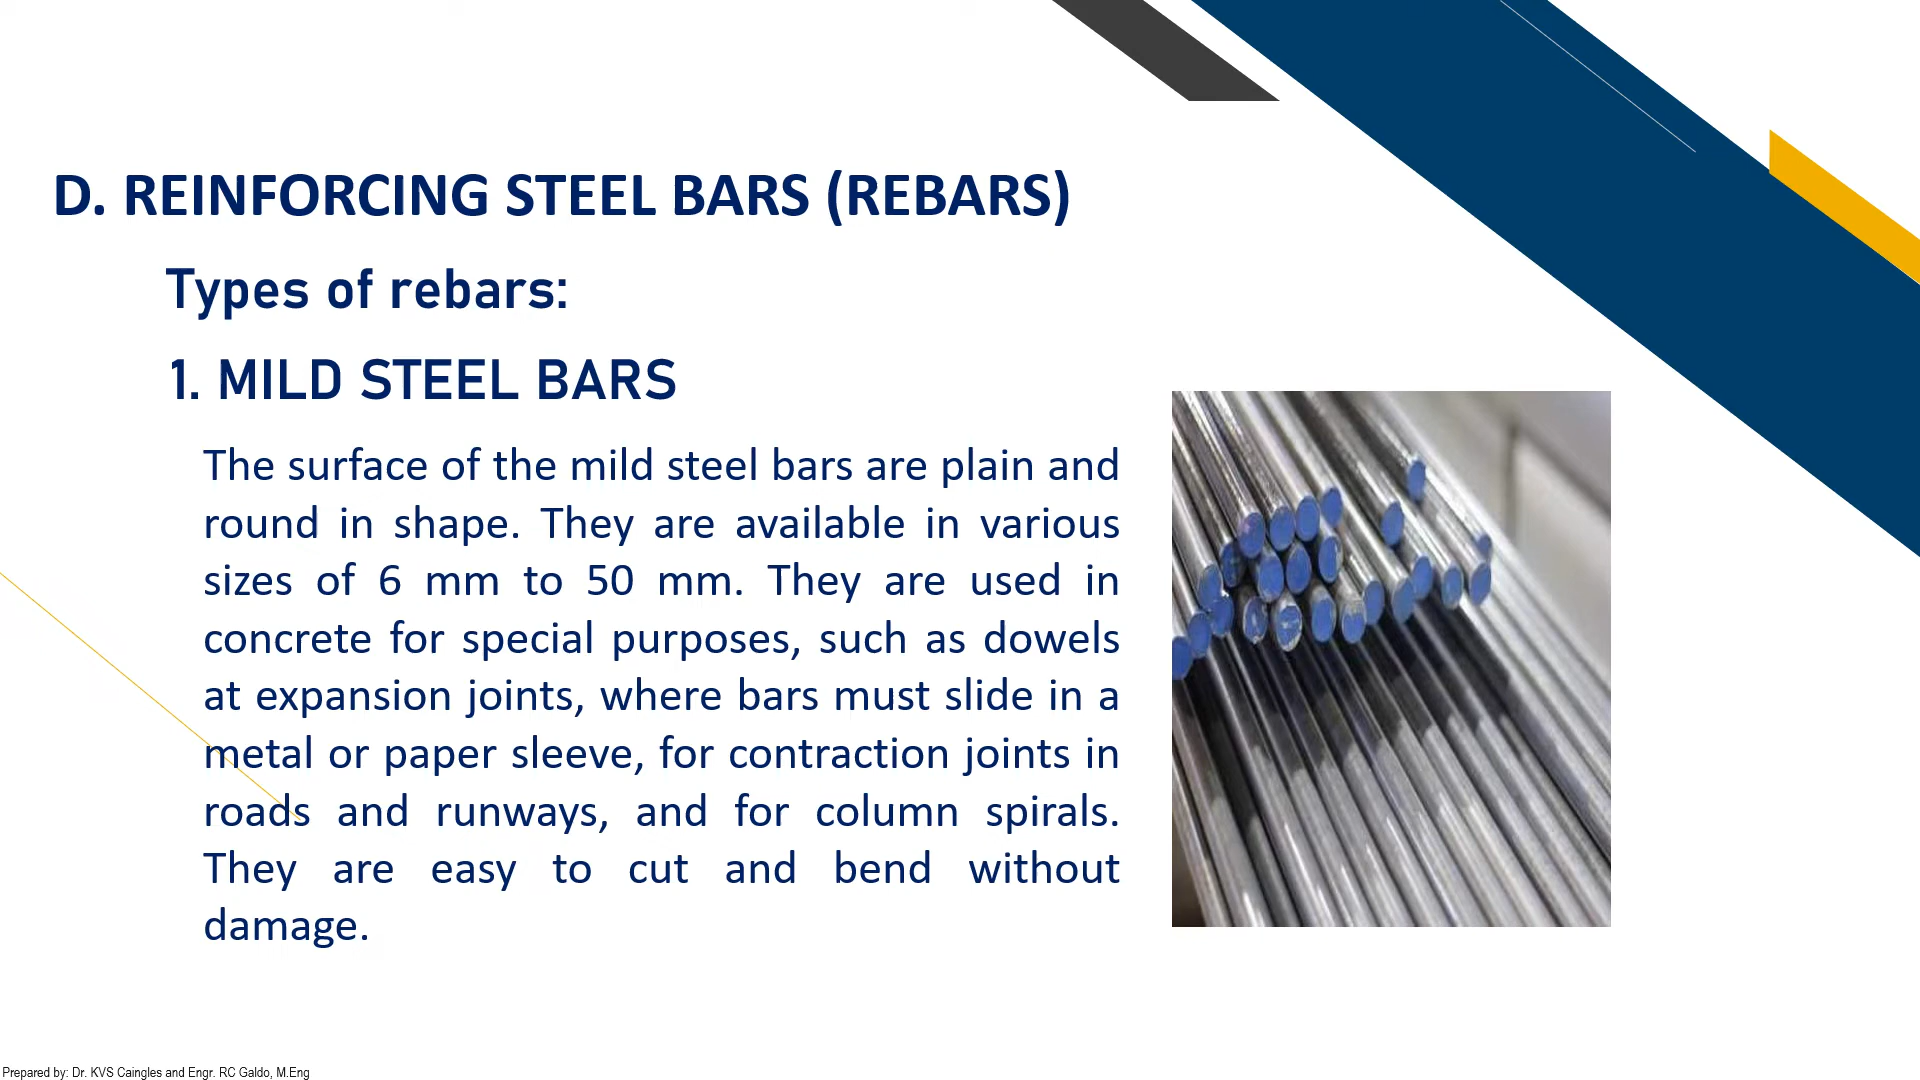 D. REINFORCING STEEL BARS (REBARS)
Types of rebars:
1. MILD STEEL BARS
The surface of the mild steel bars are plain and
round in shape. They are available in various
sizes of 6 mm to 50 mm. They are used in
concrete for special purposes, such as dowels
at expansion joints, where bars must slide in a
metal or paper sleeve, for contraction joints in
roads and runways, and for column spirals.
They are easy to cut and bend without
damage.
Prepared by: Dr. KVS Caingles and Engr. RC Galdo, M.Eng